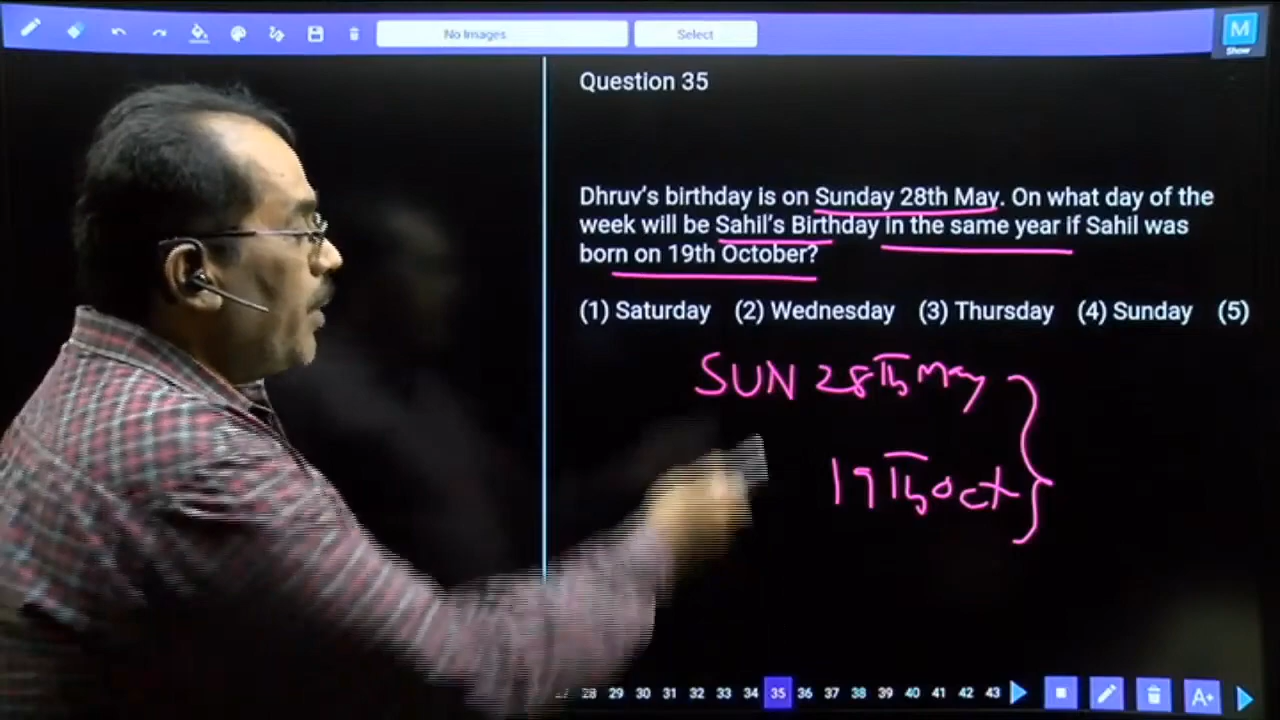 No Images
Select
M
Show
Question 35
Dhruv's birthday is on Sunday 28th May. On what day of the
week will be Sahil's Birthday in the same year if Sahil was
born on 19th October?
(1) Saturday (2) Wednesday (3) Thursday (4) Sunday (5)
SUN 28Th May
19Th Oct
28 29 30 31 32 33 34 35 36 37 38 39 40 41 42 43
A+